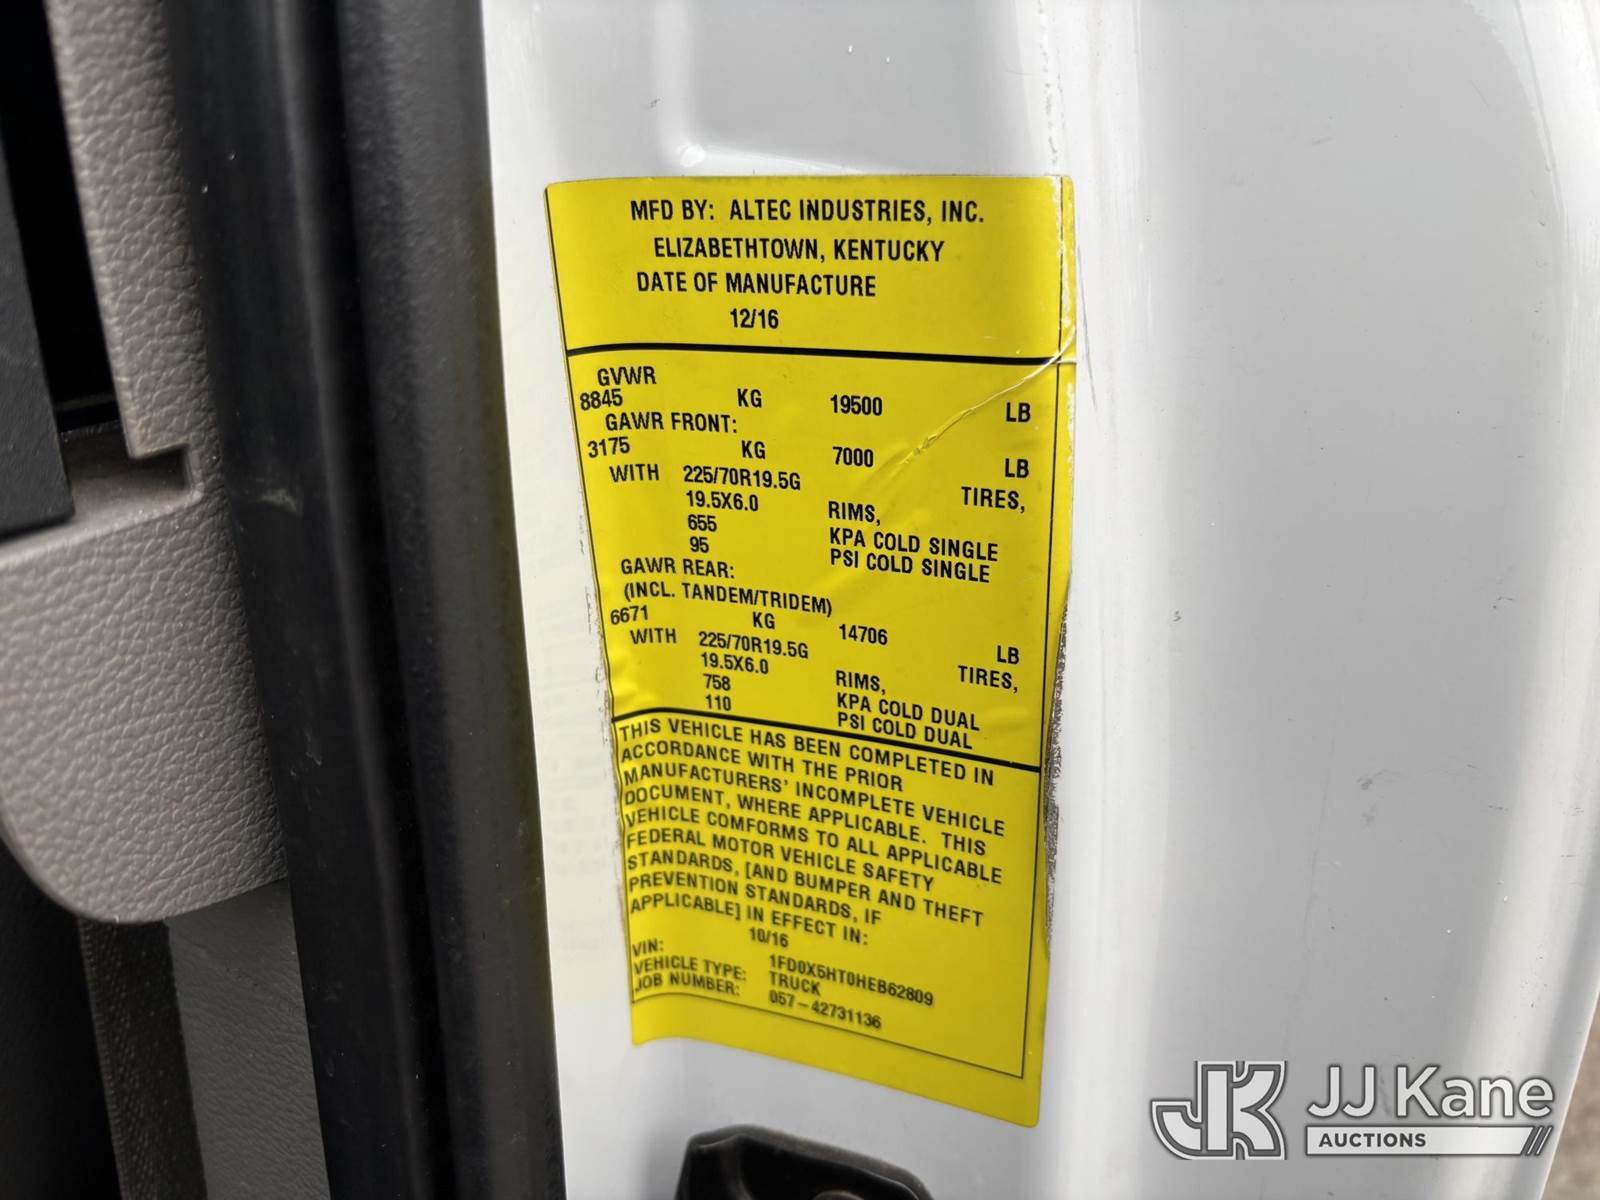 MFD BY: ALTEC INDUSTRIES, INC.
ELIZABETHTOWN, KENTUCKY
DATE OF MANUFACTURE
12/16
GVWR
8845 KG 19500 LB
GAWR FRONT:
3175 KG 7000 LB
WITH 225/70R19.5G TIRES,
19.5X6.0 RIMS,
655 KPA COLD SINGLE
95 PSI COLD SINGLE
GAWR REAR:
(INCL. TANDEM/TRIDEM)
6671 KG 14706 LB
WITH 225/70R19.5G TIRES,
19.5X6.0 RIMS,
758 KPA COLD DUAL
110 PSI COLD DUAL
THIS VEHICLE HAS BEEN COMPLETED IN
ACCORDANCE WITH THE PRIOR
MANUFACTURERS' INCOMPLETE VEHICLE
DOCUMENT, WHERE APPLICABLE. THIS
VEHICLE COMFORMS TO ALL APPLICABLE
FEDERAL MOTOR VEHICLE SAFETY
STANDARDS, [AND BUMPER AND THEFT
PREVENTION STANDARDS, IF
APPLICABLE] IN EFFECT IN:
10/16
VIN: 1FD0X5HT0HEB62809
VEHICLE TYPE: TRUCK
JOB NUMBER: 057-42731136
JK JJ Kane
AUCTIONS